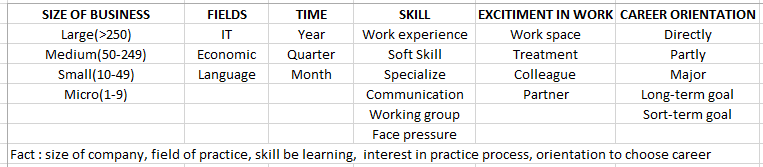 SIZE OF BUSINESS FIELDS TIME SKILL EXCITIMENT IN WORK CAREER ORIENTATION
Large(>250) IT Year Work experience Work space Directly
Medium(50-249) Economic Quarter Soft Skill Treatment Partly
Small(10-49) Language Month Specialize Colleague Major
Micro(1-9) Communication Partner Long-term goal
Working group Sort-term goal
Face pressure
Fact : size of company, field of practice, skill be learning, interest in practice process, orientation to choose career